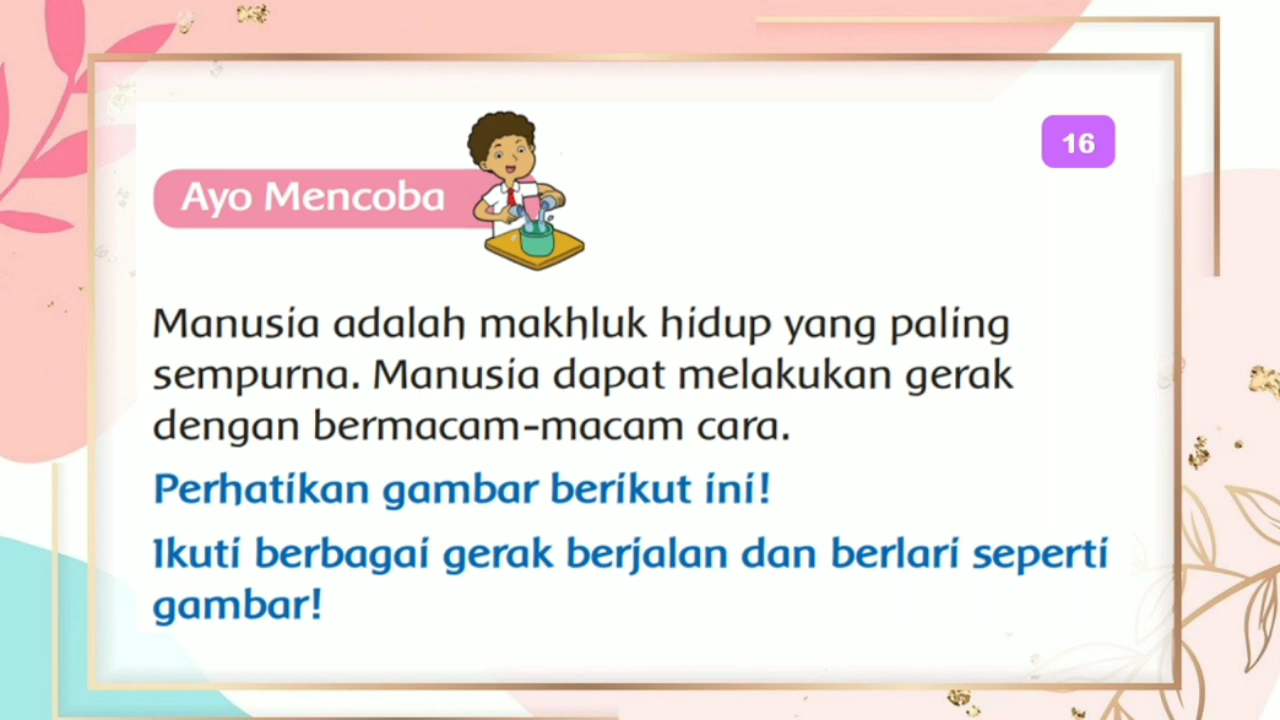 16
Ayo Mencoba
Manusia adalah makhluk hidup yang paling
sempurna. Manusia dapat melakukan gerak
dengan bermacam-macam cara.
Perhatikan gambar berikut ini!
Ikuti berbagai gerak berjalan dan berlari seperti
gambar!